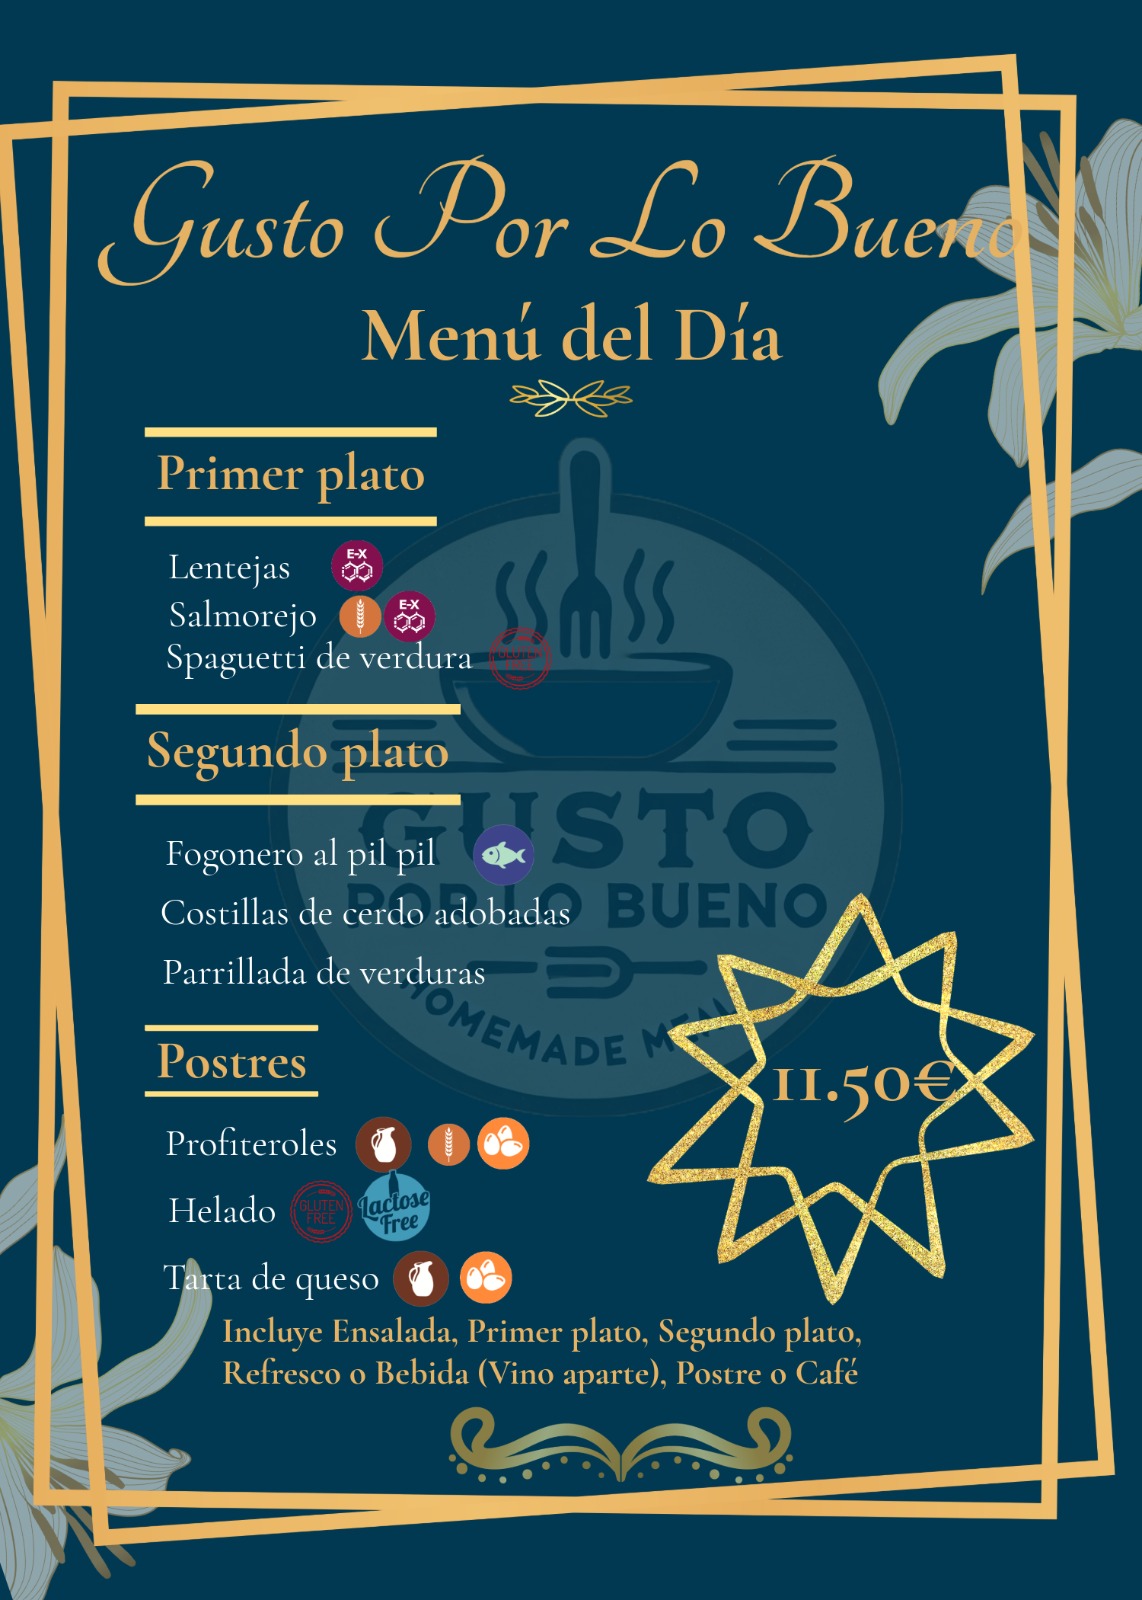 Gusto Por Lo Bueno
Menú del Día
Primer plato
Lentejas E-X
Salmorejo E-X
Spaguetti de verdura GLUTEN FREE
Segundo plato
Fogonero al pil pil
Costillas de cerdo adobadas
Parrillada de verduras
GUSTO
POR LO BUENO
HOMEMADE MENU
11.50€
Postres
Profiteroles
Helado GLUTEN FREE Lactose Free
Tarta de queso
Incluye Ensalada, Primer plato, Segundo plato,
Refresco o Bebida (Vino aparte), Postre o Café